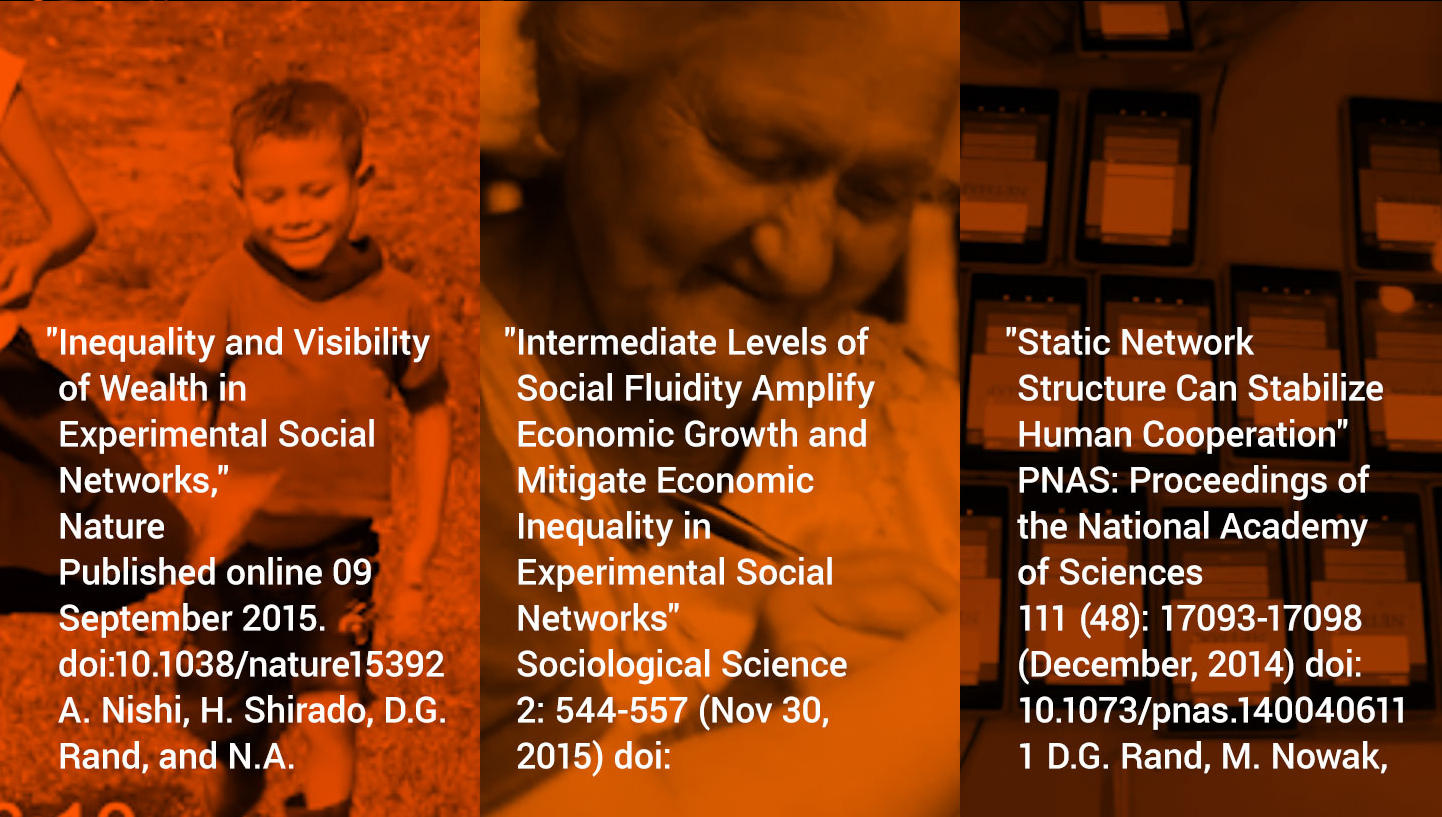 "Inequality and Visibility
of Wealth in
Experimental Social
Networks,"
Nature
Published online 09
September 2015.
doi:10.1038/nature15392
A. Nishi, H. Shirado, D.G.
Rand, and N.A.
"Intermediate Levels of
Social Fluidity Amplify
Economic Growth and
Mitigate Economic
Inequality in
Experimental Social
Networks"
Sociological Science
2: 544-557 (Nov 30,
2015) doi:
"Static Network
Structure Can Stabilize
Human Cooperation"
PNAS: Proceedings of
the National Academy
of Sciences
111 (48): 17093-17098
(December, 2014) doi:
10.1073/pnas.140040611
1 D.G. Rand, M. Nowak,